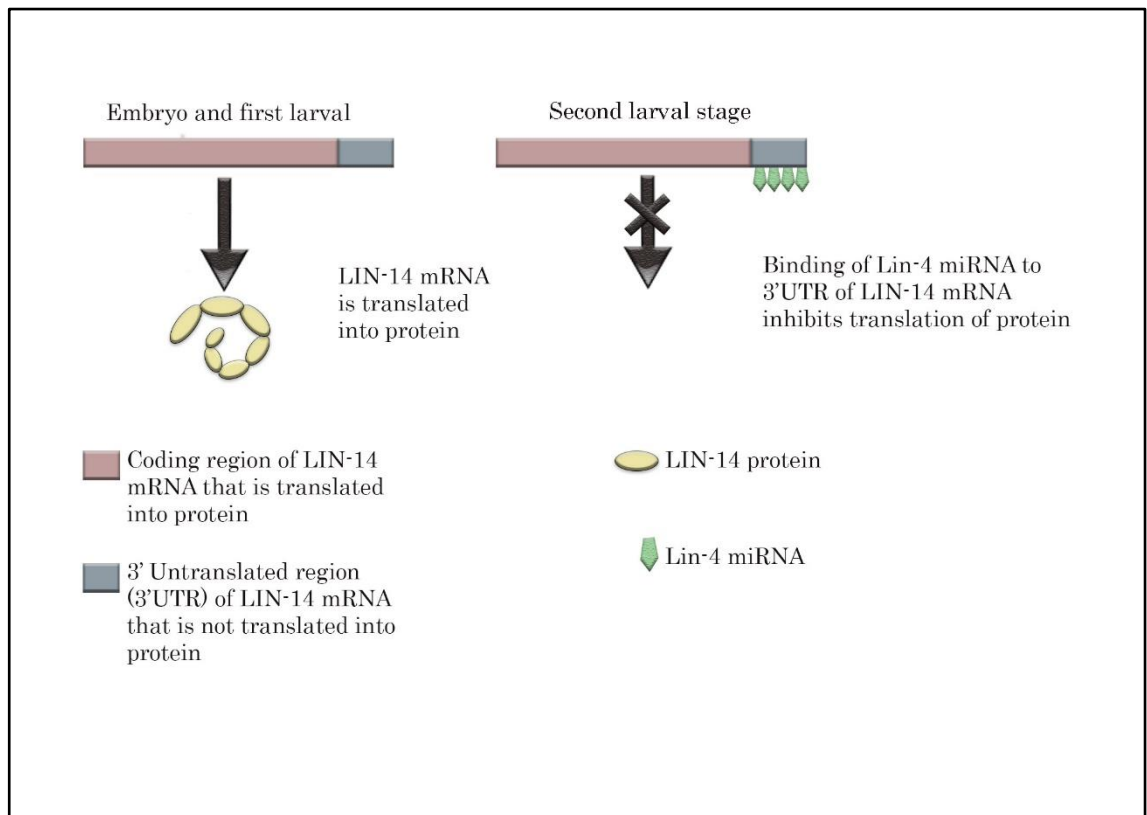 Embryo and first larval
Second larval stage
LIN-14 mRNA
is translated
into protein
Binding of Lin-4 miRNA to
3'UTR of LIN-14 mRNA
inhibits translation of protein
Coding region of LIN-14
mRNA that is translated
into protein
3' Untranslated region
(3'UTR) of LIN-14 mRNA
that is not translated into
protein
LIN-14 protein
Lin-4 miRNA